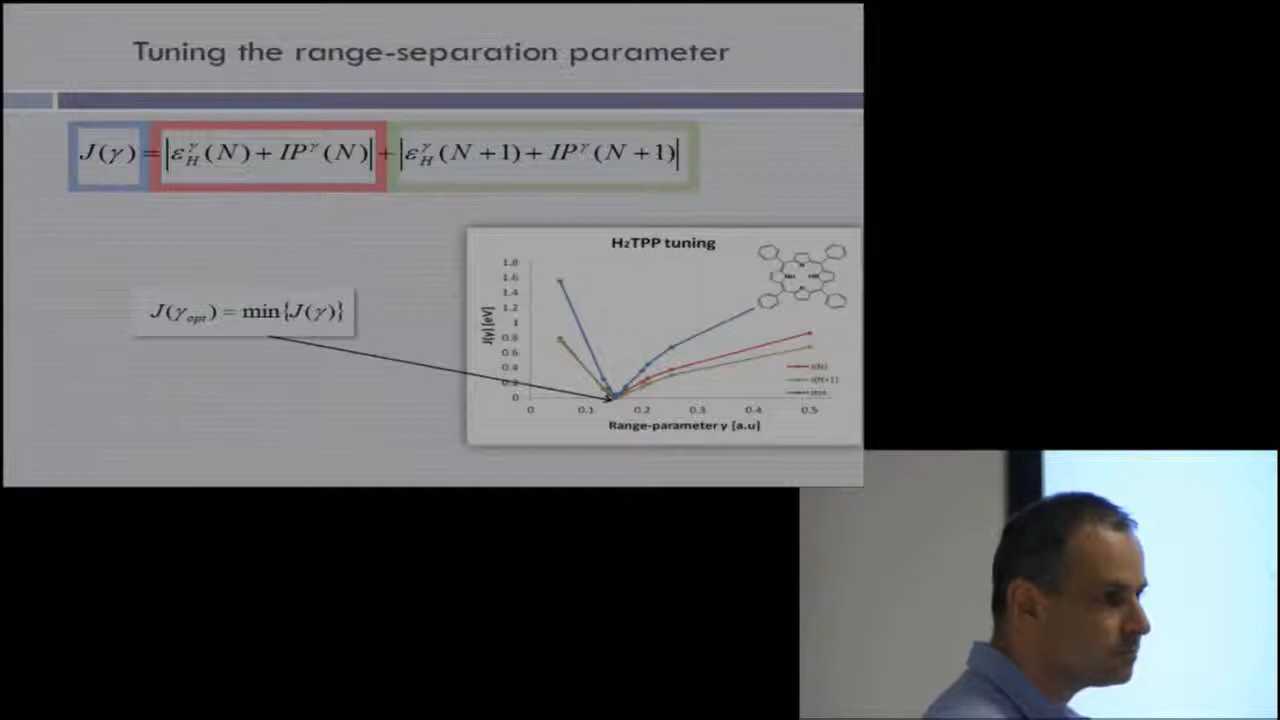 Tuning the range-separation parameter
J(γ) = |ε_H^γ(N) + IP^γ(N)| + |ε_H^γ(N + 1) + IP^γ(N + 1)|
H₂TPP tuning
J(γ_opt) = min{J(γ)}
J(γ)[eV]
1.8
1.6
1.4
1.2
1
0.8
0.6
0.4
0.2
0
0 0.1 0.2 0.3 0.4 0.5
Range-parameter γ [a.u]
J(N)
J(N+1)